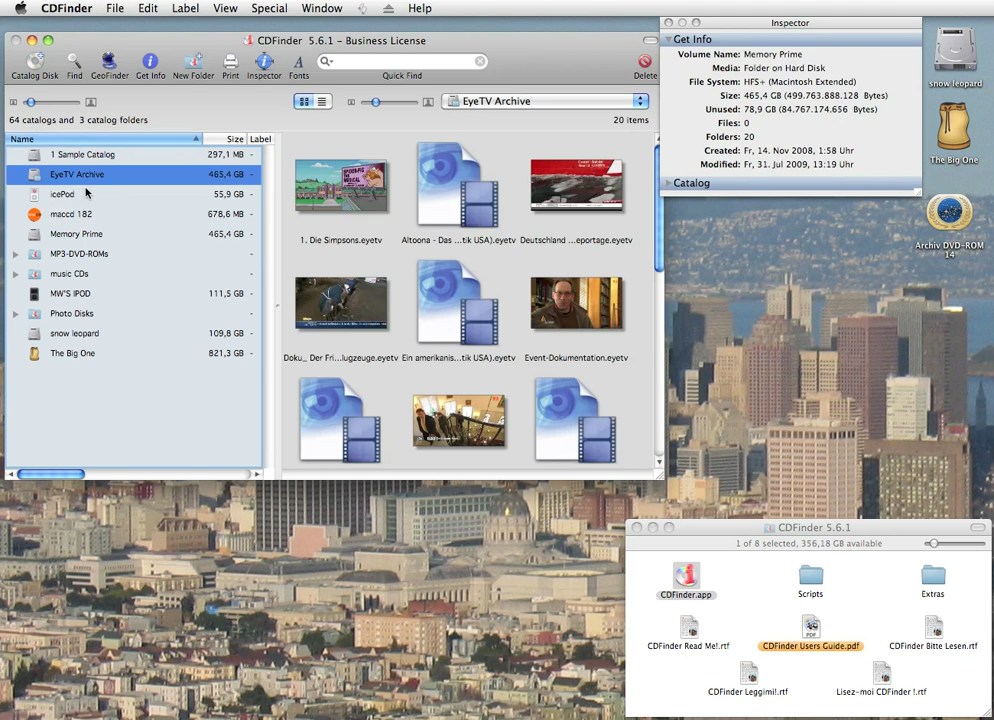 CDFinder File Edit Label View Special Window Help
CDFinder 5.6.1 – Business License
Catalog Disk Find GeoFinder Get Info New Folder Print Inspector Fonts Quick Find Delete
EyeTV Archive
64 catalogs and 3 catalog folders
20 items
Name Size Label
1 Sample Catalog 297,1 MB -
EyeTV Archive 465,4 GB -
icePod 55,9 GB -
maccd 182 678,6 MB -
Memory Prime 465,4 GB -
MP3-DVD-ROMs -
music CDs -
MW'S IPOD 111,5 GB -
Photo Disks -
snow leopard 109,8 GB -
The Big One 821,3 GB -
1. Die Simpsons.eyetv
Altoona - Das ...tik USA).eyetv
Deutschland ...eportage.eyetv
Doku_ Der Fri...lugzeuge.eyetv
Ein amerikanis...tik USA).eyetv
Event-Dokumentation.eyetv
Inspector
Get Info
Volume Name: Memory Prime
Media: Folder on Hard Disk
File System: HFS+ (Macintosh Extended)
Size: 465,4 GB (499.763.888.128 Bytes)
Unused: 78,9 GB (84.767.174.656 Bytes)
Files: 0
Folders: 20
Created: Fr, 14. Nov 2008, 1:58 Uhr
Modified: Fr, 31. Jul 2009, 13:19 Uhr
Catalog
snow leopard
The Big One
Archiv DVD-ROM
14
CDFinder 5.6.1
1 of 8 selected, 356,18 GB available
CDFinder.app
Scripts
Extras
CDFinder Read Me!.rtf
PDF
CDFinder Users Guide.pdf
CDFinder Bitte Lesen.rtf
CDFinder Leggimi!.rtf
Lisez-moi CDFinder !.rtf